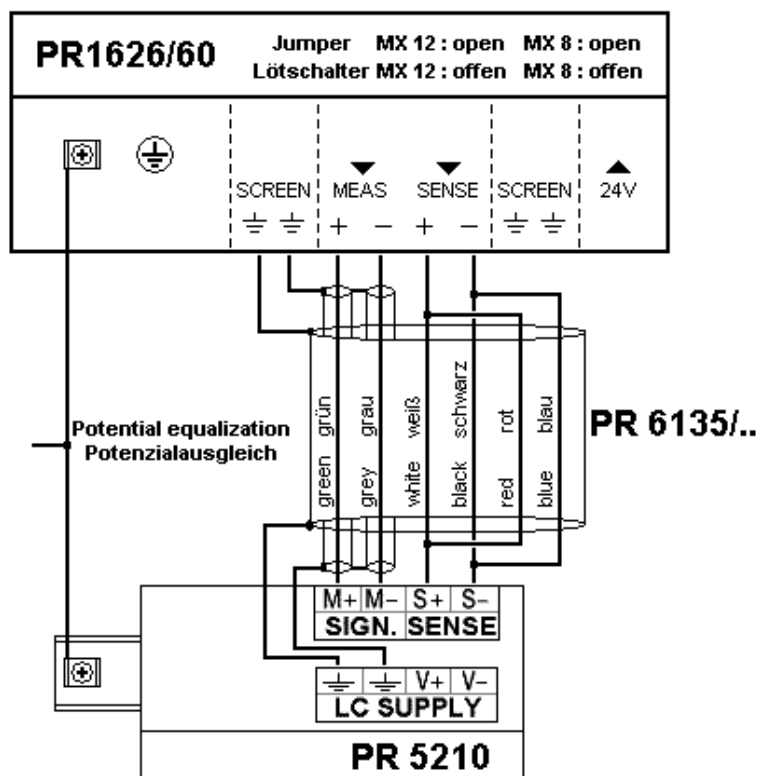 PR1626/60
Jumper MX 12 : open MX 8 : open
Lötschalter MX 12 : offen MX 8 : offen
SCREEN MEAS SENSE SCREEN 24V
+ − + −
grün grau weiß schwarz rot blau
green grey white black red blue
PR 6135/..
Potential equalization
Potenzialausgleich
M+ M− S+ S−
SIGN. SENSE
V+ V−
LC SUPPLY
PR 5210